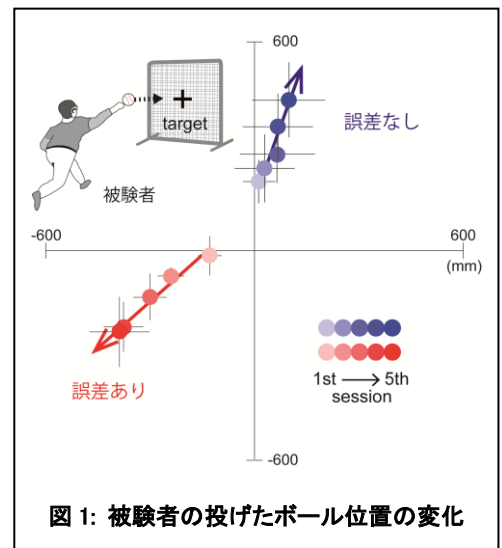 600
target
誤差なし
被験者
-600
600
(mm)
誤差あり
1st → 5th
session
-600
図 1: 被験者の投げたボール位置の変化